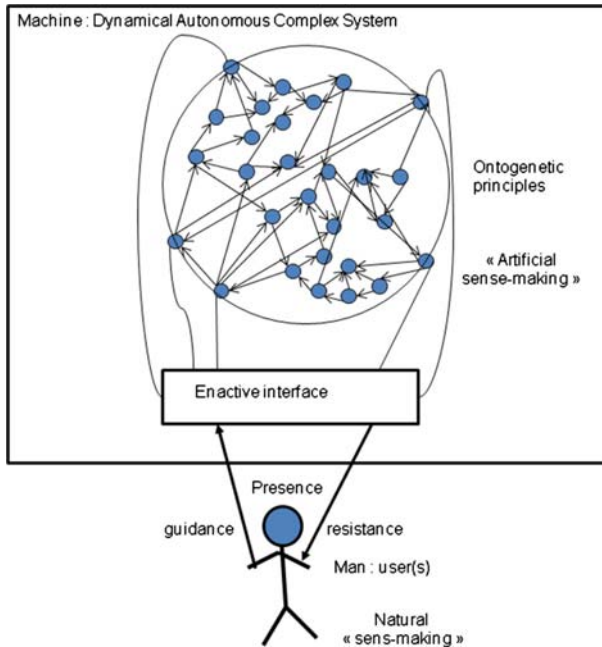 Machine : Dynamical Autonomous Complex System
Ontogenetic
principles
« Artificial
sense-making »
Enactive interface
Presence
guidance
resistance
Man : user(s)
Natural
« sens-making »